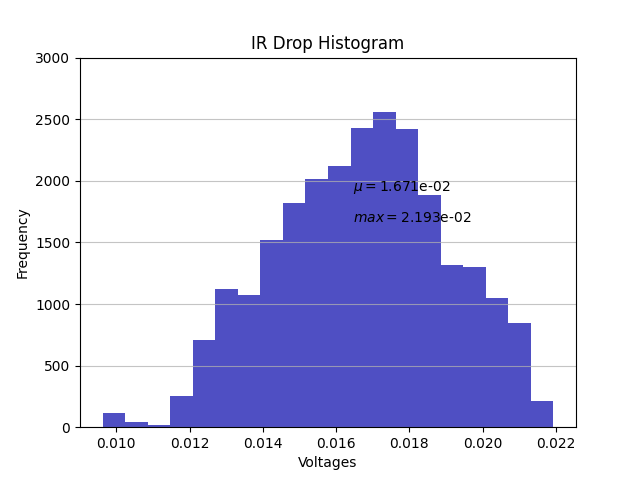 IR Drop Histogram
3000
2500
2000
1500
1000
500
0
Frequency
μ = 1.671e-02
max = 2.193e-02
0.010 0.012 0.014 0.016 0.018 0.020 0.022
Voltages